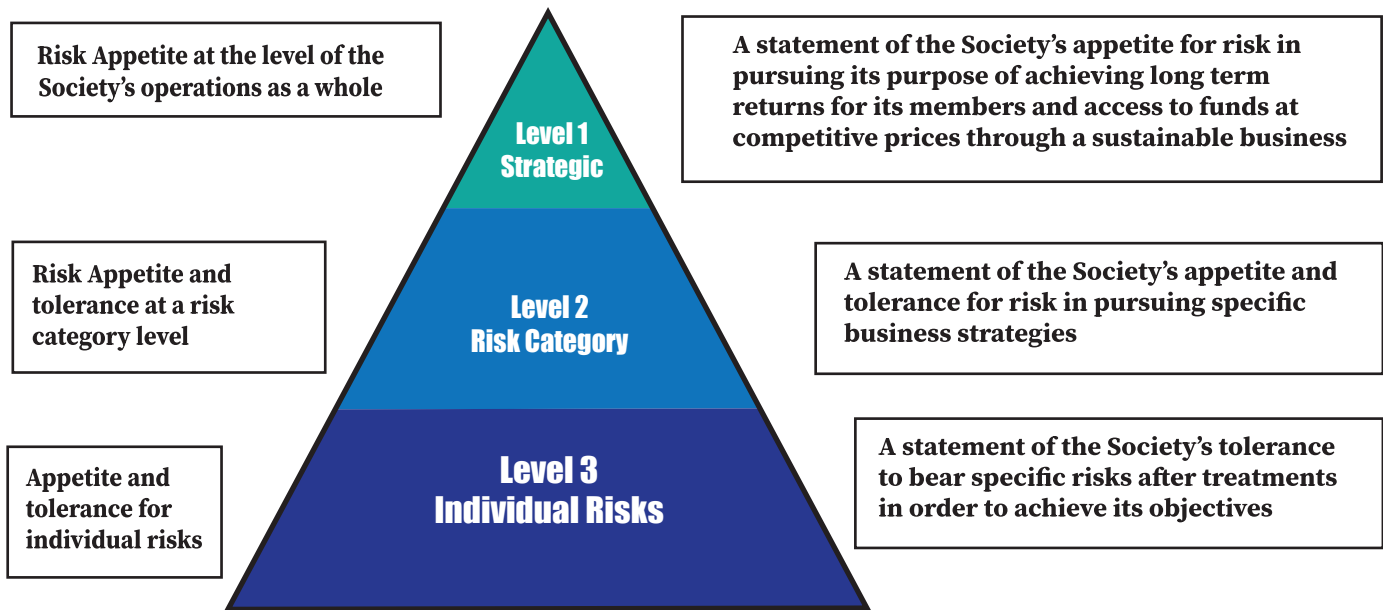 Risk Appetite at the level of the
Society’s operations as a whole
Level 1
Strategic
A statement of the Society’s appetite for risk in
pursuing its purpose of achieving long term
returns for its members and access to funds at
competitive prices through a sustainable business
Risk Appetite and
tolerance at a risk
category level
Level 2
Risk Category
A statement of the Society’s appetite and
tolerance for risk in pursuing specific
business strategies
Appetite and
tolerance for
individual risks
Level 3
Individual Risks
A statement of the Society’s tolerance
to bear specific risks after treatments
in order to achieve its objectives